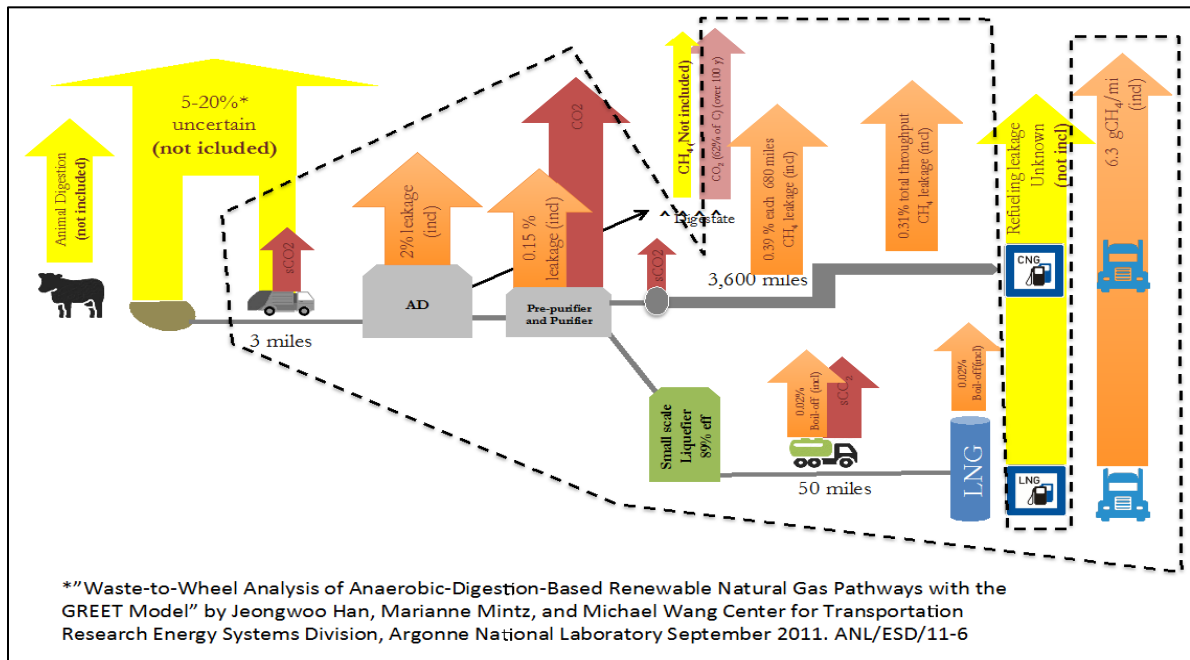 Animal Digestion
(not included)
5-20%*
uncertain
(not icluded)
sCO2
3 miles
2% leakage
(incl)
AD
0.15 %
leakage (incl)
CO2
Pre-purifier
and Purifier
CH₄ (Not included)
CO₂ (62% of C) (over 100 y)
^ ^ ^ ^
Digestate
sCO2
0.39 % each 680 miles
CH₄ leakage (incl)
3,600 miles
0.31% total throughput
CH₄ leakage (incl)
Refueling leakage
Unknown
(not incl)
CNG
6.3 gCH₄/mi
(incl)
Small scale
Liquefier
89% eff
0.02%
Boil-off (incl)
sCO₂
50 miles
0.02%
Boil-off(incl)
LNG
LNG
*"Waste-to-Wheel Analysis of Anaerobic-Digestion-Based Renewable Natural Gas Pathways with the
GREET Model" by Jeongwoo Han, Marianne Mintz, and Michael Wang Center for Transportation
Research Energy Systems Division, Argonne National Laboratory September 2011. ANL/ESD/11-6